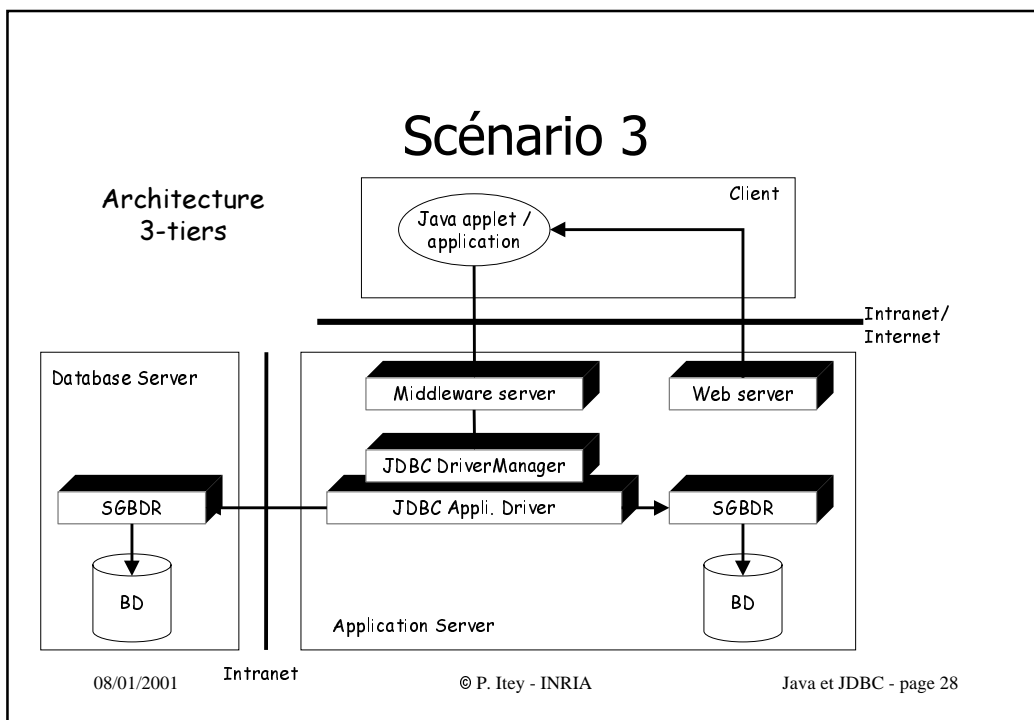 Scénario 3
Architecture
3-tiers
Client
Java applet /
application
Intranet/
Internet
Database Server
Middleware server
Web server
JDBC DriverManager
SGBDR
JDBC Appli. Driver
SGBDR
BD
BD
Application Server
Intranet
08/01/2001
© P. Itey - INRIA
Java et JDBC - page 28